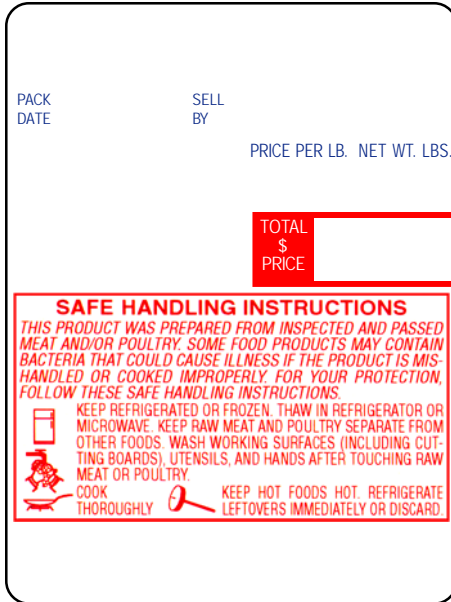 PACK DATE
SELL BY
PRICE PER LB. NET WT. LBS.
TOTAL
$
PRICE
SAFE HANDLING INSTRUCTIONS
THIS PRODUCT WAS PREPARED FROM INSPECTED AND PASSED
MEAT AND/OR POULTRY. SOME FOOD PRODUCTS MAY CONTAIN
BACTERIA THAT COULD CAUSE ILLNESS IF THE PRODUCT IS MIS-
HANDLED OR COOKED IMPROPERLY. FOR YOUR PROTECTION,
FOLLOW THESE SAFE HANDLING INSTRUCTIONS.
KEEP REFRIGERATED OR FROZEN. THAW IN REFRIGERATOR OR
MICROWAVE. KEEP RAW MEAT AND POULTRY SEPARATE FROM
OTHER FOODS. WASH WORKING SURFACES (INCLUDING CUT-
TING BOARDS), UTENSILS, AND HANDS AFTER TOUCHING RAW
MEAT OR POULTRY.
COOK
THOROUGHLY
KEEP HOT FOODS HOT. REFRIGERATE
LEFTOVERS IMMEDIATELY OR DISCARD.